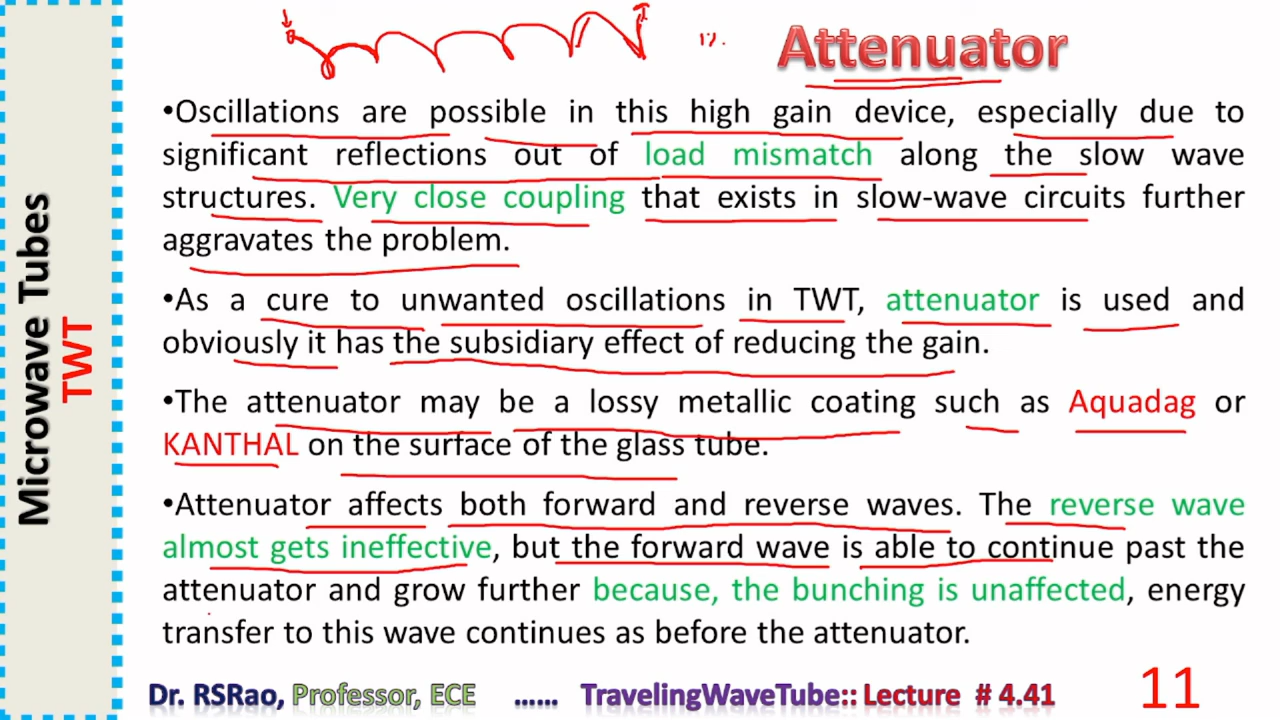 Attenuator
•Oscillations are possible in this high gain device, especially due to
significant reflections out of load mismatch along the slow wave
structures. Very close coupling that exists in slow-wave circuits further
aggravates the problem.
•As a cure to unwanted oscillations in TWT, attenuator is used and
obviously it has the subsidiary effect of reducing the gain.
•The attenuator may be a lossy metallic coating such as Aquadag or
KANTHAL on the surface of the glass tube.
•Attenuator affects both forward and reverse waves. The reverse wave
almost gets ineffective, but the forward wave is able to continue past the
attenuator and grow further because, the bunching is unaffected, energy
transfer to this wave continues as before the attenuator.
Microwave Tubes
TWT
Dr. RSRao, Professor, ECE ...... TravelingWaveTube:: Lecture # 4.41 11